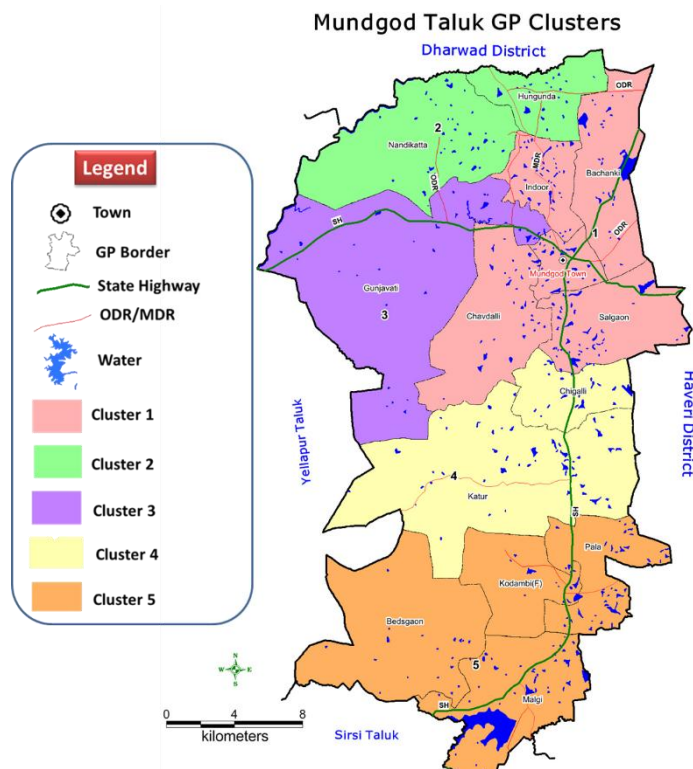 Mundgod Taluk GP Clusters
Dharwad District
ODR
Hungunda
2
Nandikatta
MDR
Bachanki
Indoor
ODR
SH
1
ODR
Mundgod Town
Gunjavati
3
Chavdalli
Salgaon
Chigalli
Haveri District
Yellapur Taluk
4
Katur
SH
Pala
Kodambi(F.)
Bedsgaon
5
Malgi
SH
Sirsi Taluk
Legend
Town
GP Border
State Highway
ODR/MDR
Water
Cluster 1
Cluster 2
Cluster 3
Cluster 4
Cluster 5
N
W E
S
0 4 8
kilometers